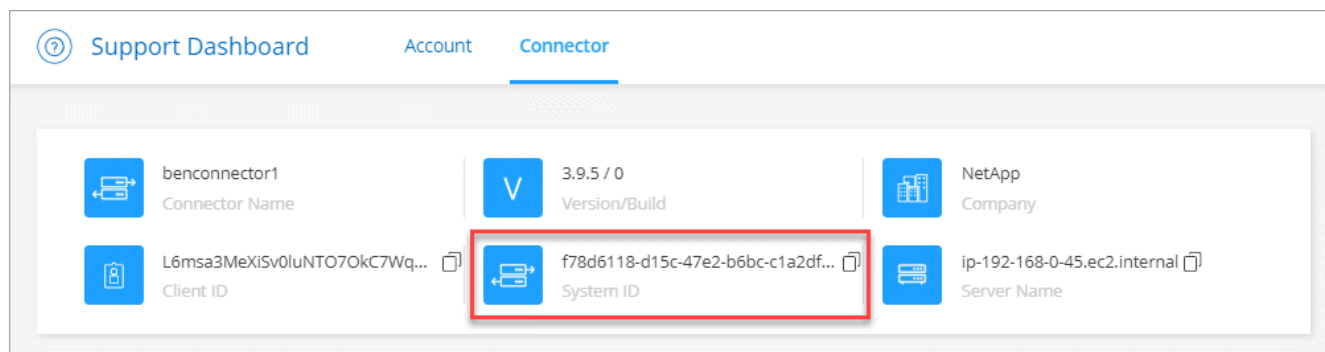 Support Dashboard Account Connector
benconnector1 3.9.5 / 0 NetApp
Connector Name V Version/Build Company
L6msa3MeXiSv0luNTO7OkC7Wq... f78d6118-d15c-47e2-b6bc-c1a2df... ip-192-168-0-45.ec2.internal
Client ID System ID Server Name